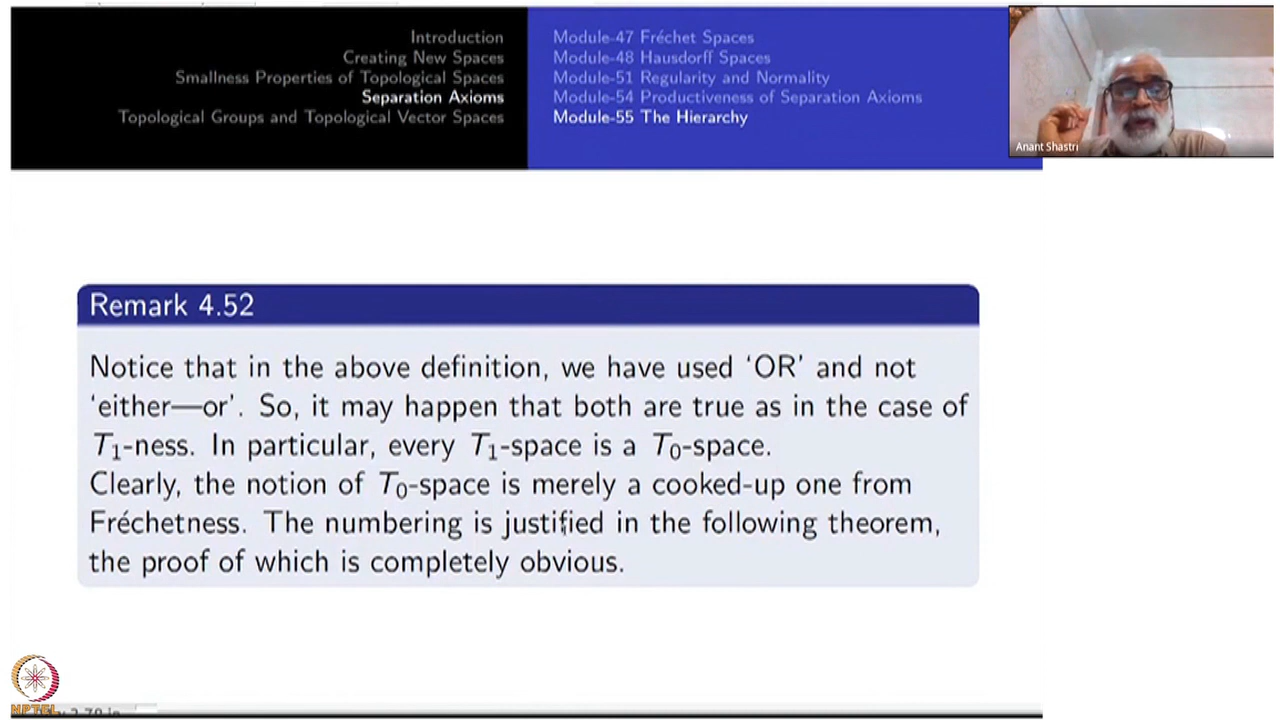 Introduction
Creating New Spaces
Smallness Properties of Topological Spaces
Separation Axioms
Topological Groups and Topological Vector Spaces
Module-47 Fréchet Spaces
Module-48 Hausdorff Spaces
Module-51 Regularity and Normality
Module-54 Productiveness of Separation Axioms
Module-55 The Hierarchy
Anant Shastri
Remark 4.52
Notice that in the above definition, we have used ‘OR’ and not
‘either—or’. So, it may happen that both are true as in the case of
T₁-ness. In particular, every T₁-space is a T₀-space.
Clearly, the notion of T₀-space is merely a cooked-up one from
Fréchetness. The numbering is justified in the following theorem,
the proof of which is completely obvious.
NPTEL